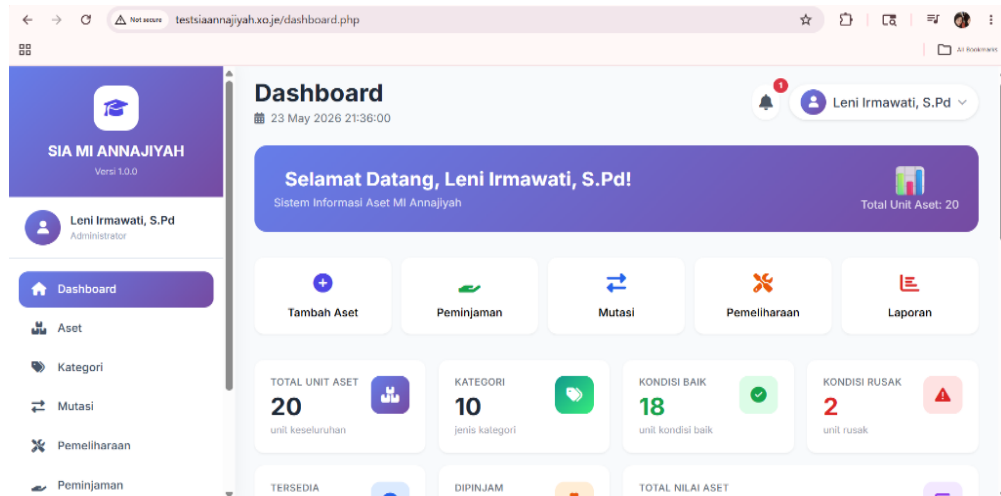 Not secure testsiaannajiyah.xo.je/dashboard.php
All Bookmarks
SIA MI ANNAJIYAH
Versi 1.0.0
Leni Irmawati, S.Pd
Administrator
Dashboard
Aset
Kategori
Mutasi
Pemeliharaan
Peminjaman
Dashboard
23 May 2026 21:36:00
1
Leni Irmawati, S.Pd
Selamat Datang, Leni Irmawati, S.Pd!
Sistem Informasi Aset MI Annajiyah
Total Unit Aset: 20
Tambah Aset
Peminjaman
Mutasi
Pemeliharaan
Laporan
TOTAL UNIT ASET
20
unit keseluruhan
KATEGORI
10
jenis kategori
KONDISI BAIK
18
unit kondisi baik
KONDISI RUSAK
2
unit rusak
TERSEDIA
DIPINJAM
TOTAL NILAI ASET